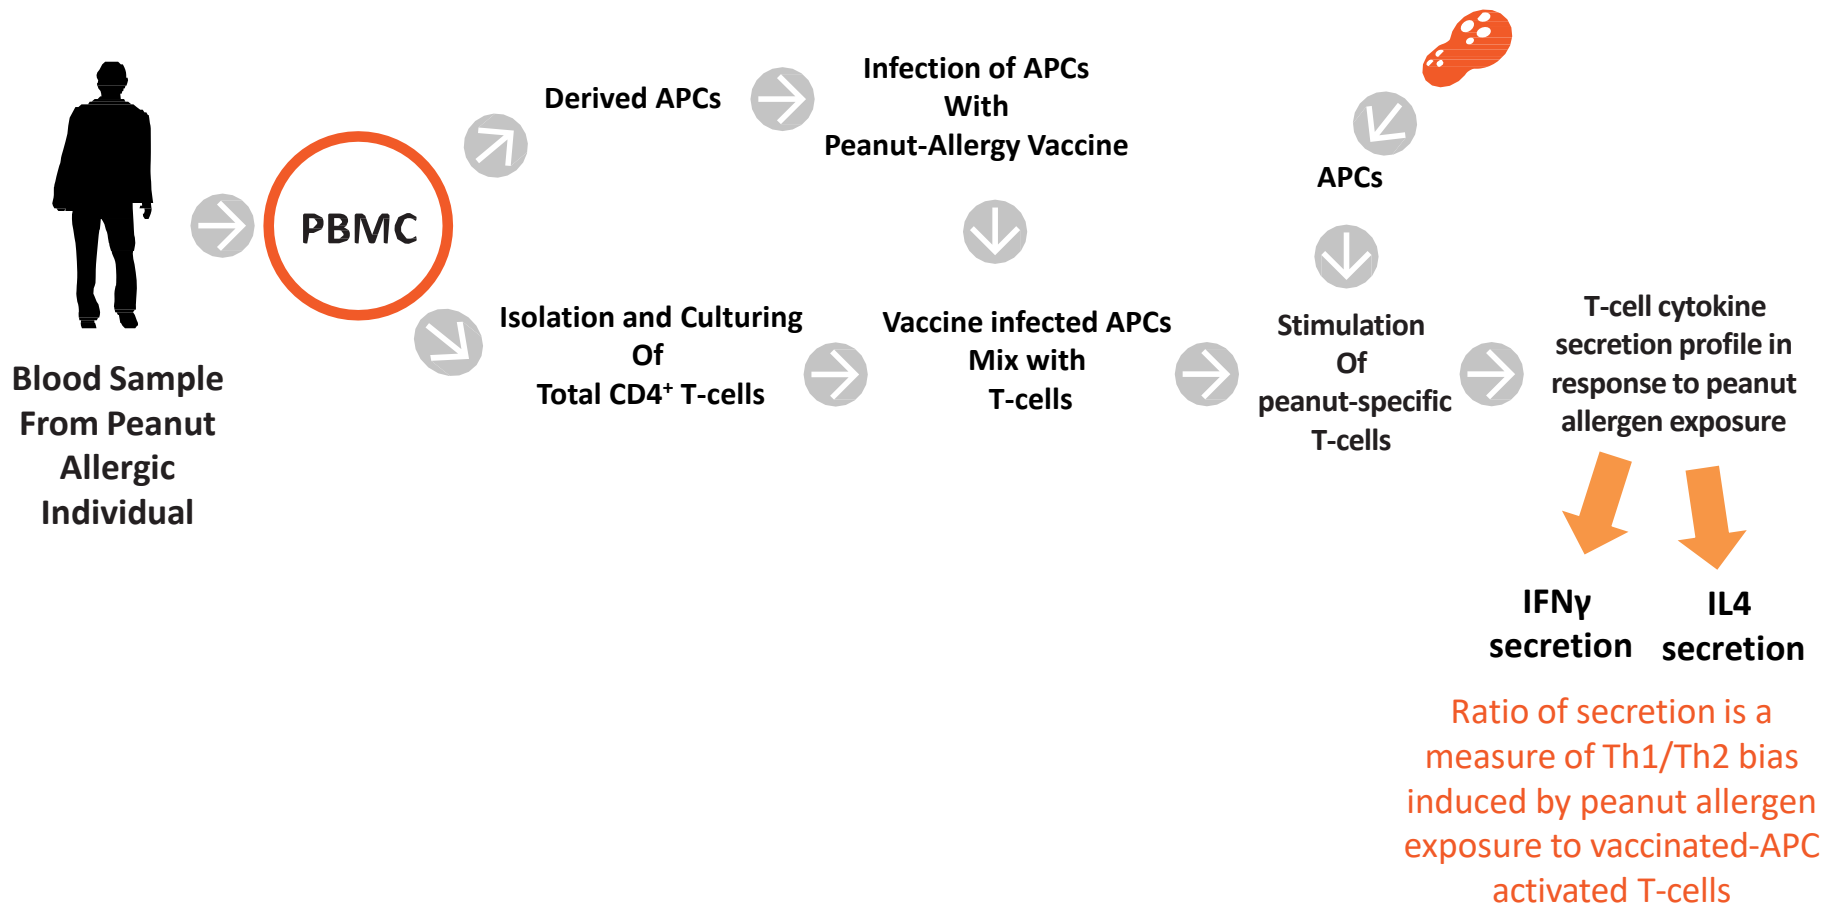 Blood Sample
From Peanut
Allergic
Individual
PBMC
Derived APCs
Infection of APCs
With
Peanut-Allergy Vaccine
Isolation and Culturing
Of
Total CD4⁺ T-cells
Vaccine infected APCs
Mix with
T-cells
APCs
Stimulation
Of
peanut-specific
T-cells
T-cell cytokine
secretion profile in
response to peanut
allergen exposure
IFNγ
secretion
IL4
secretion
Ratio of secretion is a
measure of Th1/Th2 bias
induced by peanut allergen
exposure to vaccinated-APC
activated T-cells